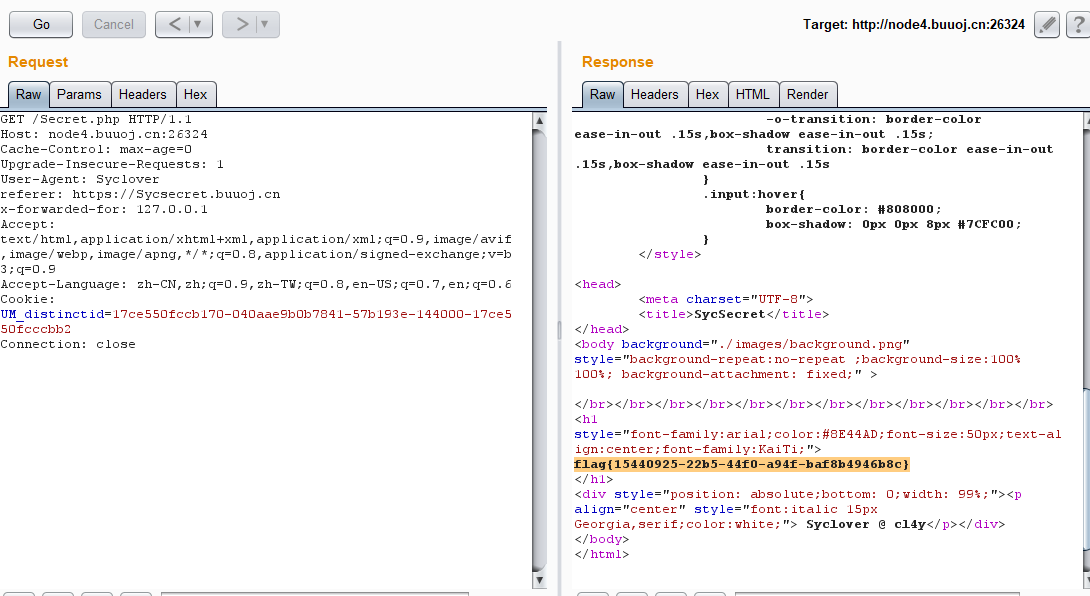 Go Cancel < ▼ > ▼ Target: http://node4.buuoj.cn:26324 ?
Request
Raw Params Headers Hex
GET /Secret.php HTTP/1.1
Host: node4.buuoj.cn:26324
Cache-Control: max-age=0
Upgrade-Insecure-Requests: 1
User-Agent: Syclover
referer: https://Sycsecret.buuoj.cn
x-forwarded-for: 127.0.0.1
Accept:
text/html,application/xhtml+xml,application/xml;q=0.9,image/avif
,image/webp,image/apng,*/*;q=0.8,application/signed-exchange;v=b
3;q=0.9
Accept-Language: zh-CN,zh;q=0.9,zh-TW;q=0.8,en-US;q=0.7,en;q=0.6
Cookie:
UM_distinctid=17ce550fccb170-040aae9b0b7841-57b193e-144000-17ce5
50fcccbb2
Connection: close
Response
Raw Headers Hex HTML Render
-o-transition: border-color
ease-in-out .15s,box-shadow ease-in-out .15s;
transition: border-color ease-in-out
.15s,box-shadow ease-in-out .15s
}
.input:hover{
border-color: #808000;
box-shadow: 0px 0px 8px #7CFC00;
}
</style>
<head>
<meta charset="UTF-8">
<title>SycSecret</title>
</head>
<body background="./images/background.png"
style="background-repeat:no-repeat ;background-size:100%
100%; background-attachment: fixed;" >
</br></br></br></br></br></br></br></br></br></br></br></br>
<h1
style="font-family:arial;color:#8E44AD;font-size:50px;text-al
ign:center;font-family:KaiTi;">
flag{15440925-22b5-44f0-a94f-baf8b4946b8c}
</h1>
<div style="position: absolute;bottom: 0;width: 99%;"><p
align="center" style="font:italic 15px
Georgia,serif;color:white;"> Syclover @ cl4y</p></div>
</body>
</html>